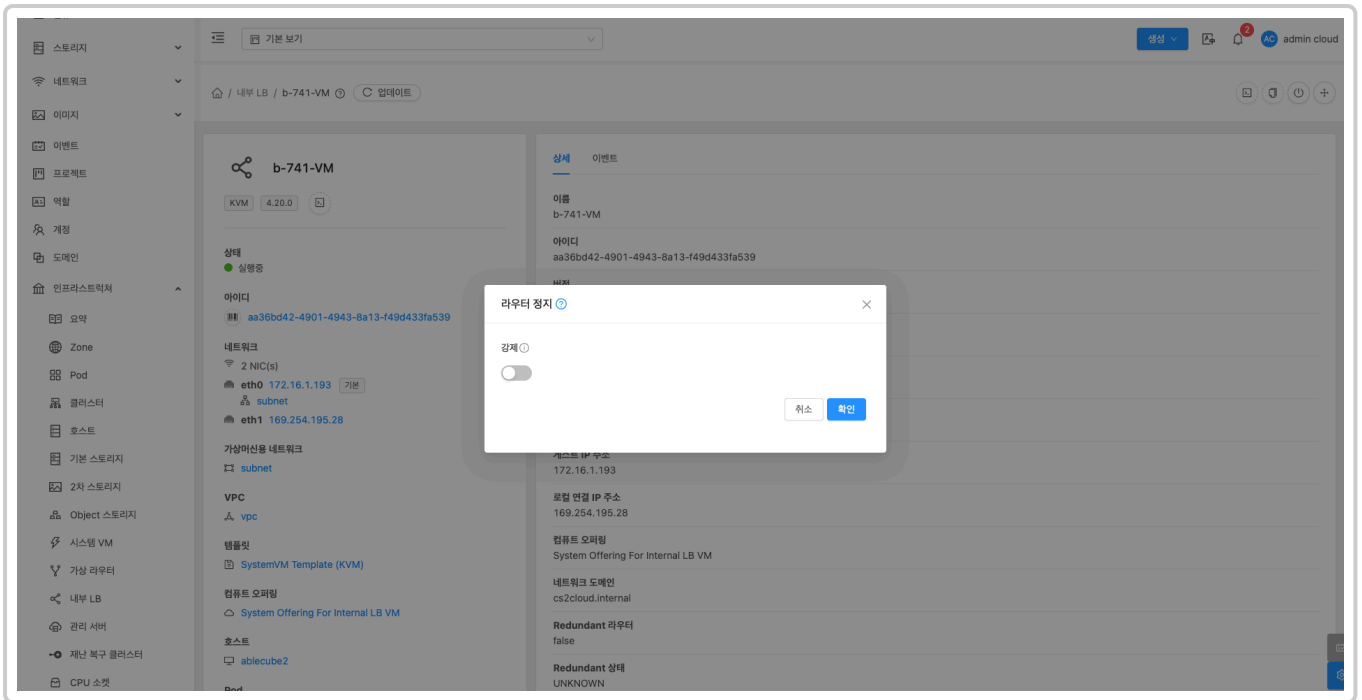 스토리지
네트워크
이미지
이벤트
프로젝트
역할
계정
도메인
인프라스트럭쳐
요약
Zone
Pod
클러스터
호스트
기본 스토리지
2차 스토리지
Object 스토리지
시스템 VM
가상 라우터
내부 LB
관리 서버
재난 복구 클러스터
CPU 소켓
기본 보기
생성
2
AC admin cloud
/ 내부 LB / b-741-VM 업데이트
b-741-VM
KVM 4.20.0
상태
실행중
아이디
aa36bd42-4901-4943-8a13-f49d433fa539
네트워크
2 NIC(s)
eth0 172.16.1.193 기본
subnet
eth1 169.254.195.28
가상머신용 네트워크
subnet
VPC
vpc
템플릿
SystemVM Template (KVM)
컴퓨트 오퍼링
System Offering For Internal LB VM
호스트
ablecube2
Pod
상세 이벤트
이름
b-741-VM
아이디
aa36bd42-4901-4943-8a13-f49d433fa539
버전
라우터 정지
강제
취소 확인
게스트 IP 주소
172.16.1.193
로컬 연결 IP 주소
169.254.195.28
컴퓨트 오퍼링
System Offering For Internal LB VM
네트워크 도메인
cs2cloud.internal
Redundant 라우터
false
Redundant 상태
UNKNOWN